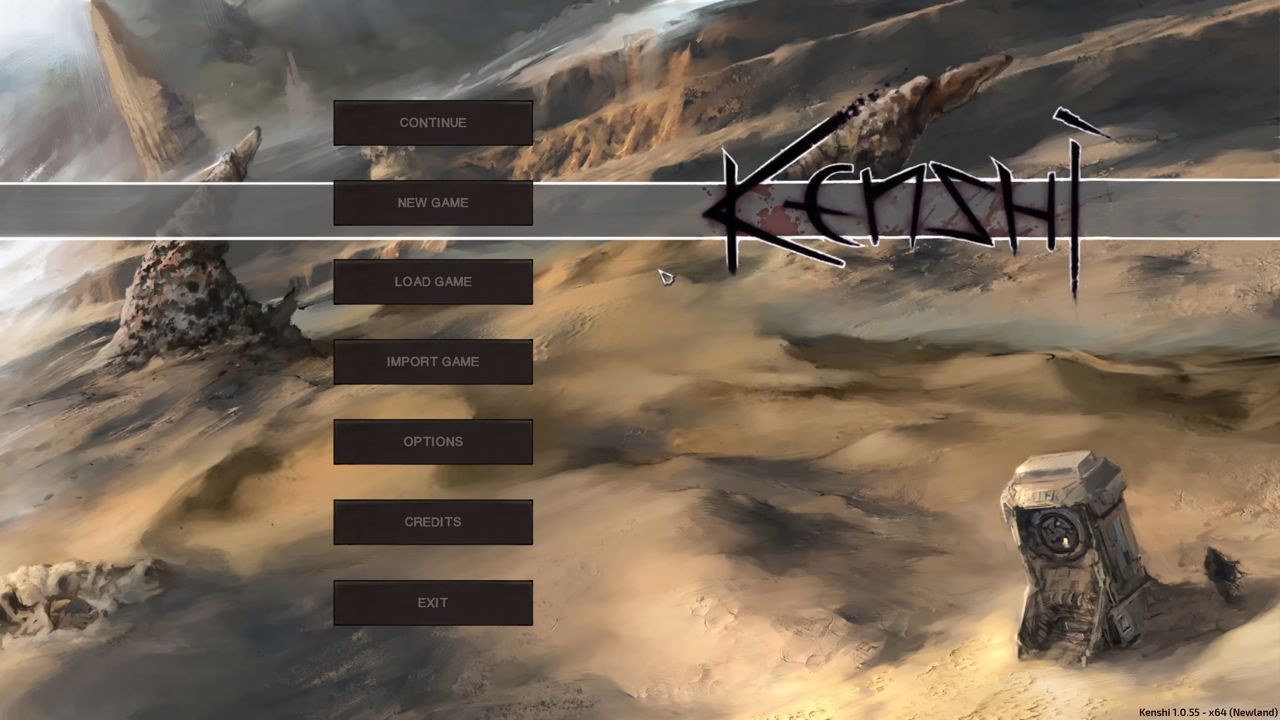 CONTINUE
NEW GAME
LOAD GAME
IMPORT GAME
OPTIONS
CREDITS
EXIT
KENSHI
Kenshi 1.0.55 - x64 (Newland)